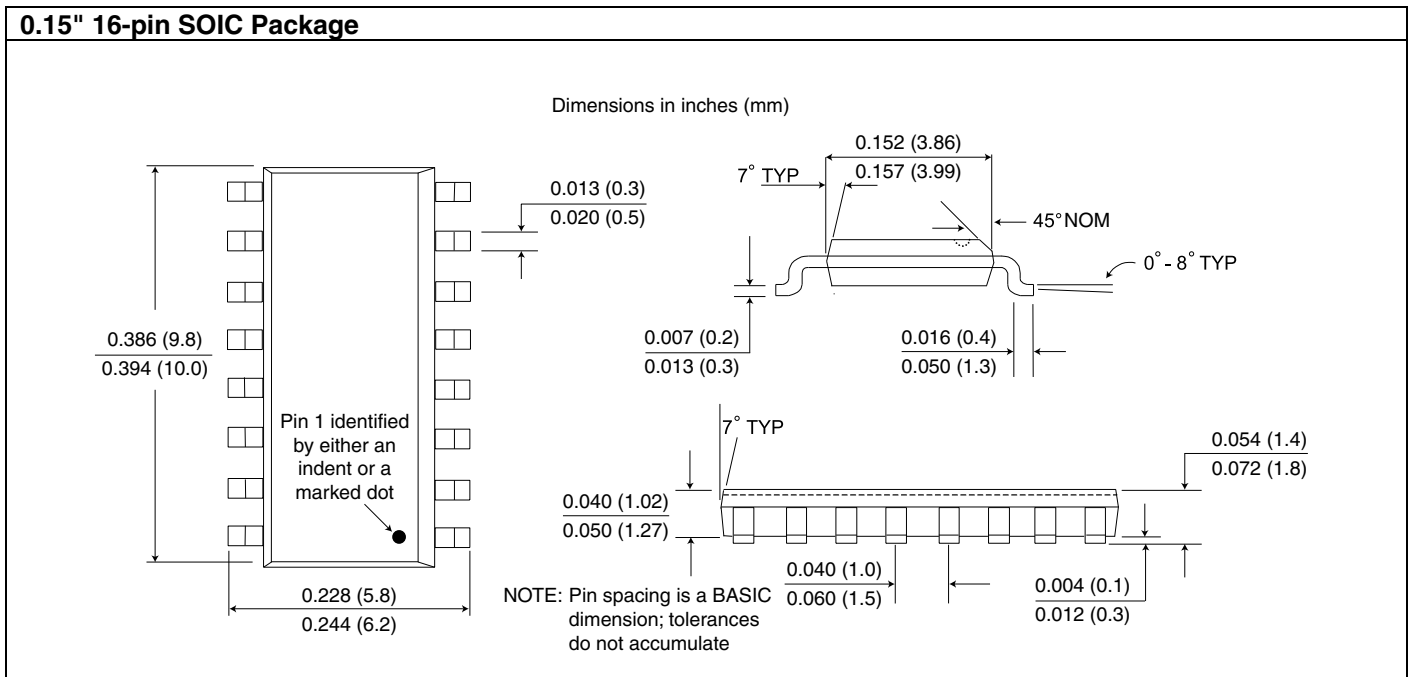 0.15" 16-pin SOIC Package
Dimensions in inches (mm)
0.386 (9.8)
0.394 (10.0)
Pin 1 identified
by either an
indent or a
marked dot
0.228 (5.8)
0.244 (6.2)
0.013 (0.3)
0.020 (0.5)
0.152 (3.86)
0.157 (3.99)
7° TYP
45° NOM
0° - 8° TYP
0.007 (0.2)
0.013 (0.3)
0.016 (0.4)
0.050 (1.3)
7° TYP
0.054 (1.4)
0.072 (1.8)
0.040 (1.02)
0.050 (1.27)
0.040 (1.0)
0.060 (1.5)
0.004 (0.1)
0.012 (0.3)
NOTE: Pin spacing is a BASIC
dimension; tolerances
do not accumulate